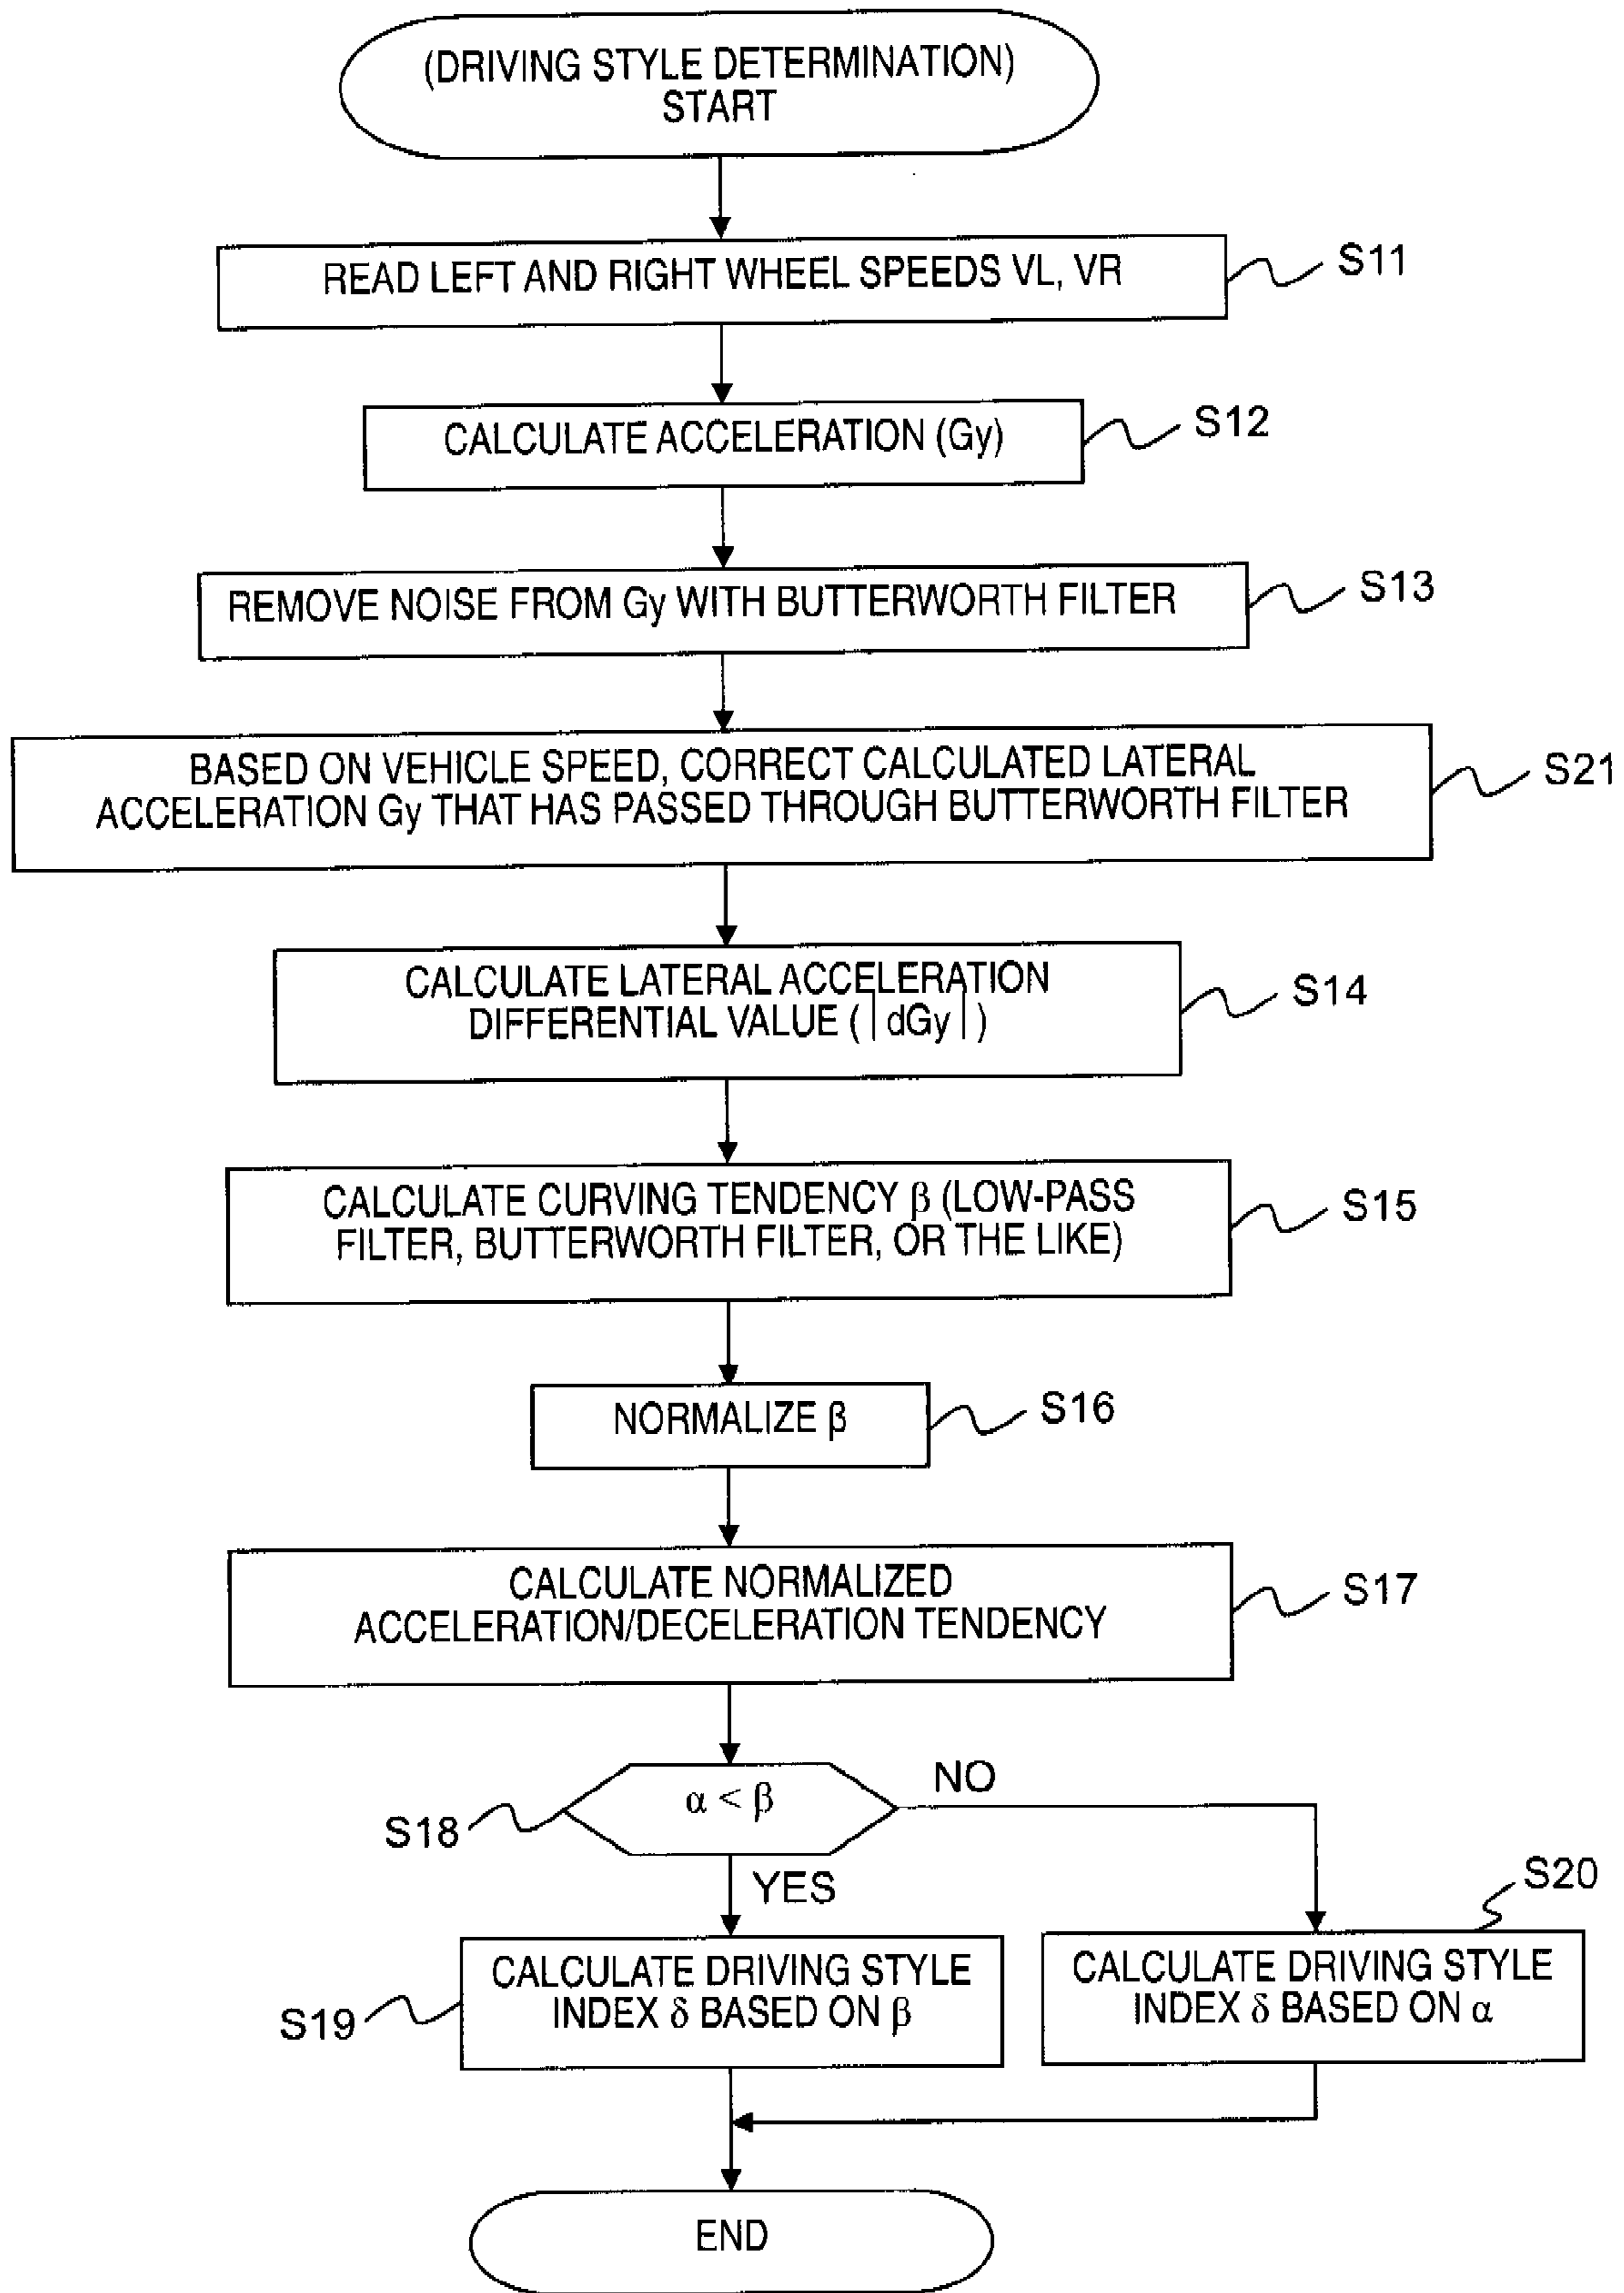 (DRIVING STYLE DETERMINATION)
START
READ LEFT AND RIGHT WHEEL SPEEDS VL, VR
S11
CALCULATE ACCELERATION (Gy)
S12
REMOVE NOISE FROM Gy WITH BUTTERWORTH FILTER
S13
BASED ON VEHICLE SPEED, CORRECT CALCULATED LATERAL
ACCELERATION Gy THAT HAS PASSED THROUGH BUTTERWORTH FILTER
S21
CALCULATE LATERAL ACCELERATION
DIFFERENTIAL VALUE (|dGy|)
S14
CALCULATE CURVING TENDENCY β (LOW-PASS
FILTER, BUTTERWORTH FILTER, OR THE LIKE)
S15
NORMALIZE β
S16
CALCULATE NORMALIZED
ACCELERATION/DECELERATION TENDENCY
S17
α < β
NO
S18
YES
S20
CALCULATE DRIVING STYLE
INDEX δ BASED ON β
S19
CALCULATE DRIVING STYLE
INDEX δ BASED ON α
END